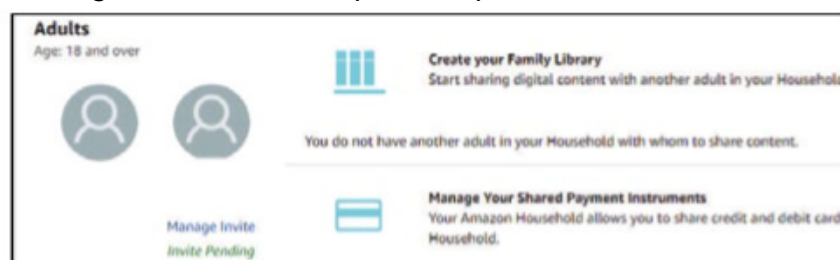 Adults
Age: 18 and over
Create your Family Library
Start sharing digital content with another adult in your Household
You do not have another adult in your Household with whom to share content.
Manage Your Shared Payment Instruments
Your Amazon Household allows you to share credit and debit card
Household.
Manage Invite
Invite Pending